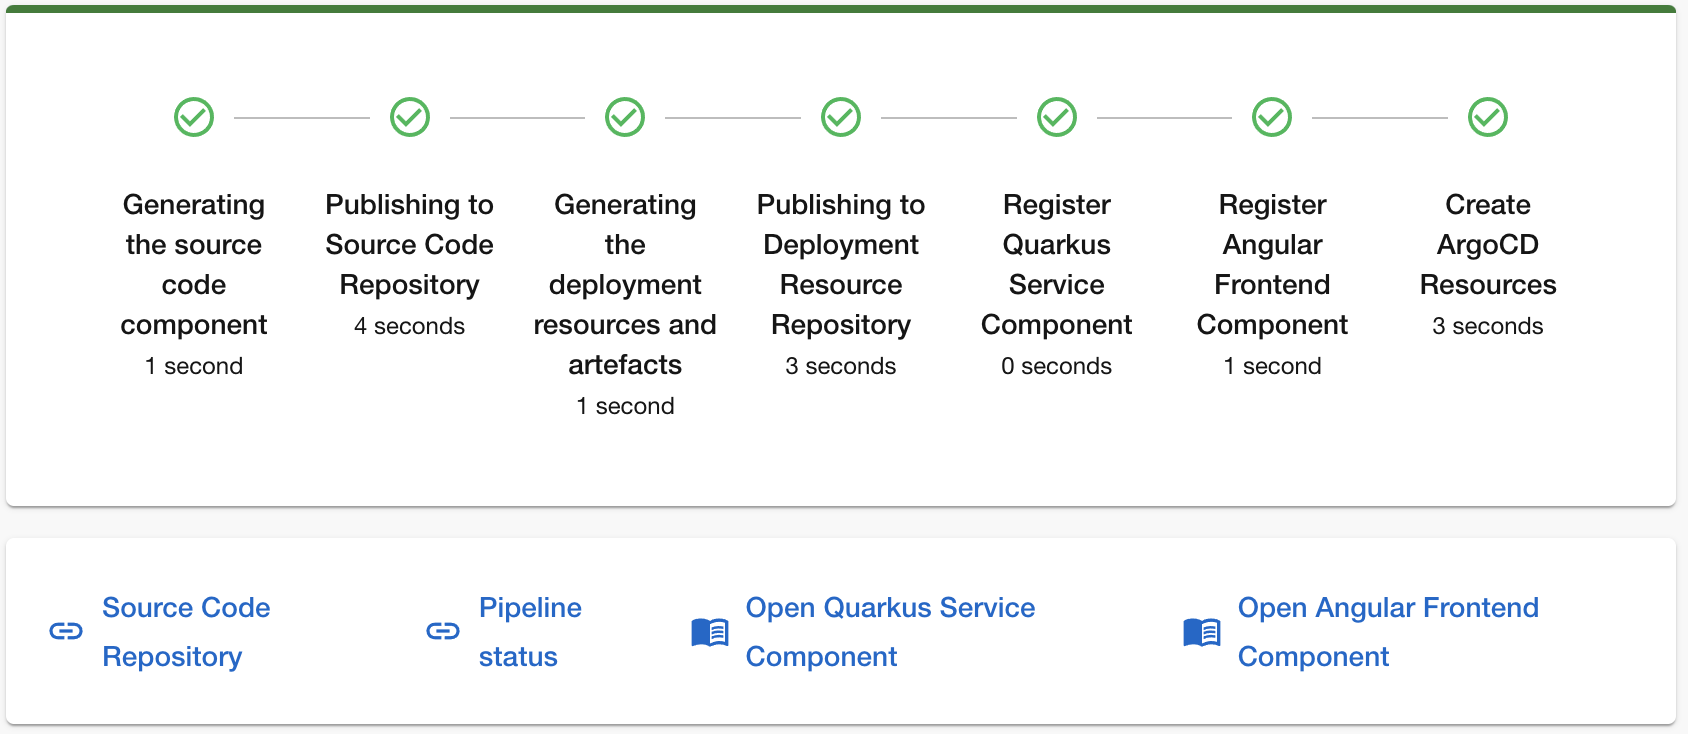 Generating
the source
code
component
1 second
Publishing to
Source Code
Repository
4 seconds
Generating
the
deployment
resources and
artefacts
1 second
Publishing to
Deployment
Resource
Repository
3 seconds
Register
Quarkus
Service
Component
0 seconds
Register
Angular
Frontend
Component
1 second
Create
ArgoCD
Resources
3 seconds
Source Code
Repository
Pipeline
status
Open Quarkus Service
Component
Open Angular Frontend
Component